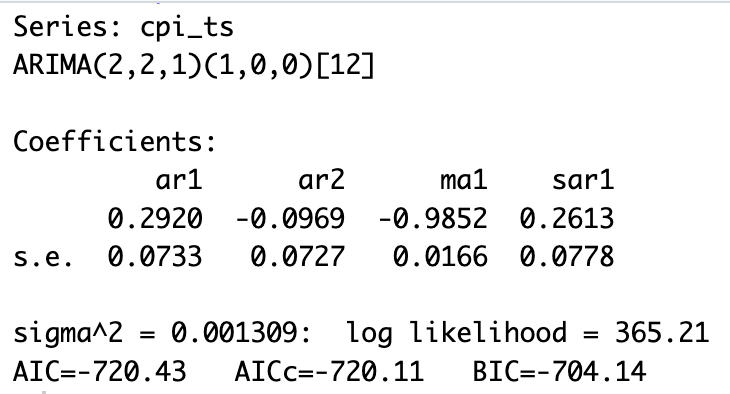 Series: cpi_ts
ARIMA(2,2,1)(1,0,0)[12]
Coefficients:
ar1 ar2 ma1 sar1
0.2920 -0.0969 -0.9852 0.2613
s.e. 0.0733 0.0727 0.0166 0.0778
sigma^2 = 0.001309: log likelihood = 365.21
AIC=-720.43 AICc=-720.11 BIC=-704.14